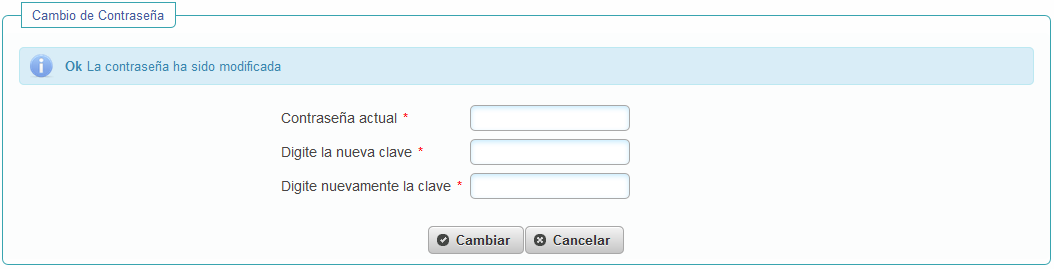 Cambio de Contraseña
Ok La contraseña ha sido modificada
Contraseña actual *
Digite la nueva clave *
Digite nuevamente la clave *
Cambiar Cancelar